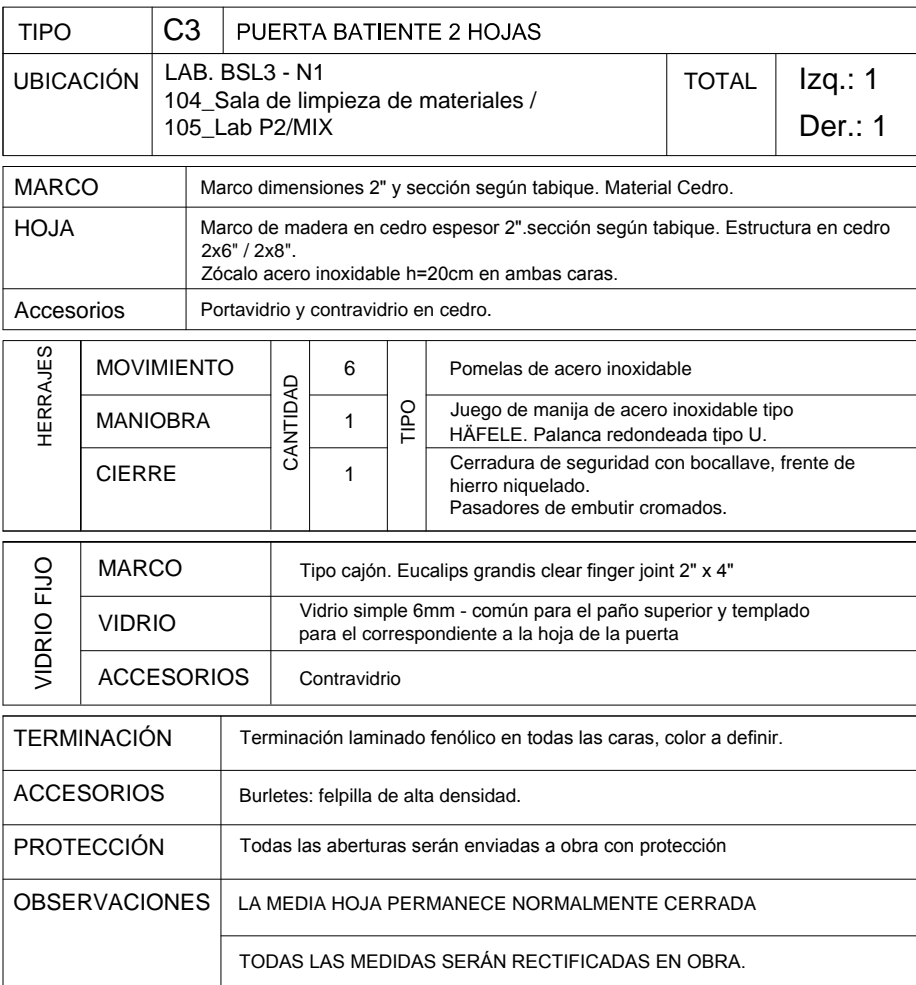 TIPO C3 PUERTA BATIENTE 2 HOJAS
UBICACIÓN LAB. BSL3 - N1
104_Sala de limpieza de materiales /
105_Lab P2/MIX
TOTAL Izq.: 1
Der.: 1
MARCO Marco dimensiones 2" y sección según tabique. Material Cedro.
HOJA Marco de madera en cedro espesor 2".sección según tabique. Estructura en cedro
2x6" / 2x8".
Zócalo acero inoxidable h=20cm en ambas caras.
Accesorios Portavidrio y contravidrio en cedro.
HERRAJES
CANTIDAD
TIPO
MOVIMIENTO 6 Pomelas de acero inoxidable
MANIOBRA 1 Juego de manija de acero inoxidable tipo
HÄFELE. Palanca redondeada tipo U.
CIERRE 1 Cerradura de seguridad con bocallave, frente de
hierro niquelado.
Pasadores de embutir cromados.
VIDRIO FIJO
MARCO Tipo cajón. Eucalips grandis clear finger joint 2" x 4"
VIDRIO Vidrio simple 6mm - común para el paño superior y templado
para el correspondiente a la hoja de la puerta
ACCESORIOS Contravidrio
TERMINACIÓN Terminación laminado fenólico en todas las caras, color a definir.
ACCESORIOS Burletes: felpilla de alta densidad.
PROTECCIÓN Todas las aberturas serán enviadas a obra con protección
OBSERVACIONES LA MEDIA HOJA PERMANECE NORMALMENTE CERRADA
TODAS LAS MEDIDAS SERÁN RECTIFICADAS EN OBRA.